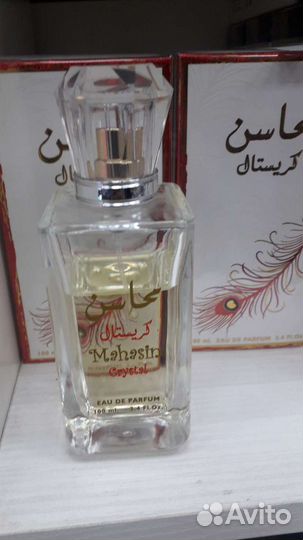 محاسن
كريستال
100 ml
EAU DE PARFUM 3.4 FL.OZ.
محاسن
كريستال
Mahasin
Crystal
EAU DE PARFUM
100 ml. 3.4 FL.Oz.
Avito